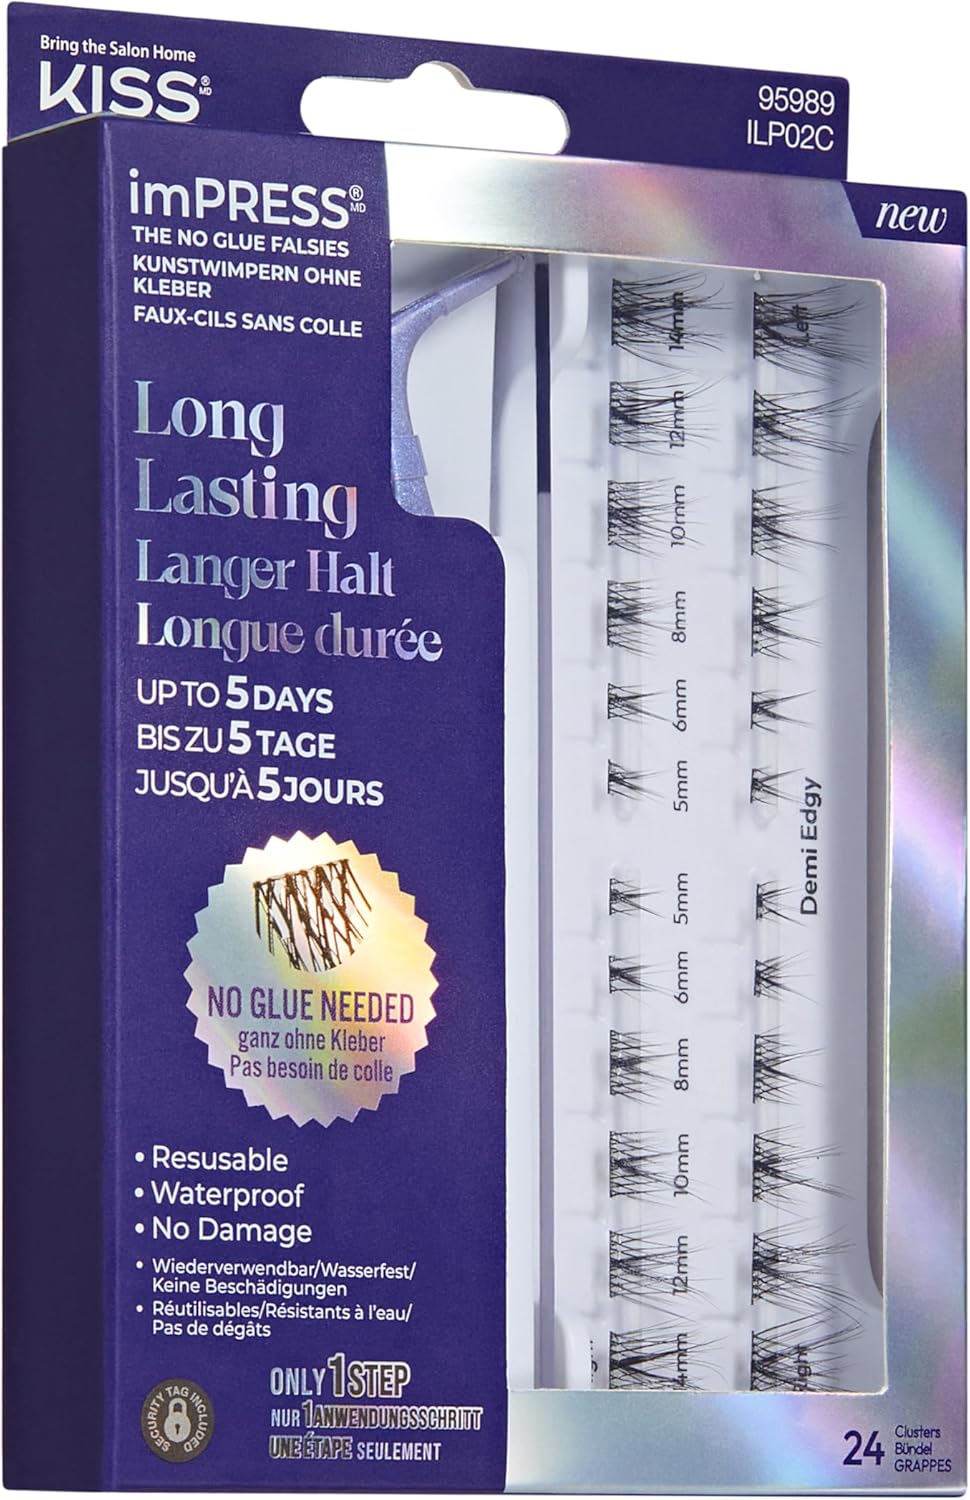 Bring the Salon Home
KISS®MD
95989
ILP02C
new
imPRESS®MD
THE NO GLUE FALSIES
KUNSTWIMPERN OHNE
KLEBER
FAUX-CILS SANS COLLE
Long
Lasting
Langer Halt
Longue durée
UP TO 5 DAYS
BIS ZU 5 TAGE
JUSQU'À 5 JOURS
NO GLUE NEEDED
ganz ohne Kleber
Pas besoin de colle
• Resusable
• Waterproof
• No Damage
• Wiederverwendbar/Wasserfest/
Keine Beschädigungen
• Réutilisables/Résistants à l'eau/
Pas de dégâts
SECURITY TAG INCLUDED
ONLY 1 STEP
NUR 1 ANWENDUNGSSCHRITT
UNE ÉTAPE SEULEMENT
14mm
Left
12mm
10mm
8mm
6mm
5mm
Demi Edgy
5mm
6mm
8mm
10mm
12mm
14mm
Right
24 Clusters
Bündel
GRAPPES